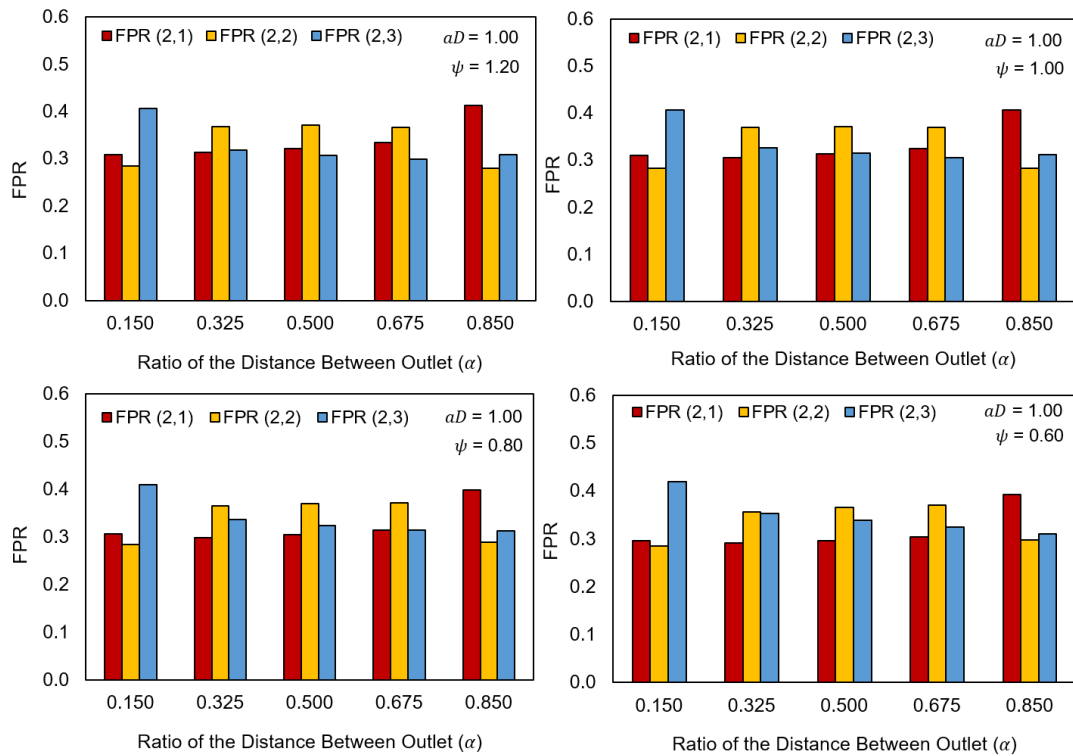 0.6
FPR (2,1) FPR (2,2) FPR (2,3) aD = 1.00
ψ = 1.20
0.5
0.4
0.3
0.2
0.1
0.0
FPR
0.150 0.325 0.500 0.675 0.850
Ratio of the Distance Between Outlet (α)
0.6
FPR (2,1) FPR (2,2) FPR (2,3) aD = 1.00
ψ = 1.00
0.5
0.4
0.3
0.2
0.1
0.0
FPR
0.150 0.325 0.500 0.675 0.850
Ratio of the Distance Between Outlet (α)
0.6
FPR (2,1) FPR (2,2) FPR (2,3) aD = 1.00
ψ = 0.80
0.5
0.4
0.3
0.2
0.1
0.0
FPR
0.150 0.325 0.500 0.675 0.850
Ratio of the Distance Between Outlet (α)
0.6
FPR (2,1) FPR (2,2) FPR (2,3) aD = 1.00
ψ = 0.60
0.5
0.4
0.3
0.2
0.1
0.0
FPR
0.150 0.325 0.500 0.675 0.850
Ratio of the Distance Between Outlet (α)